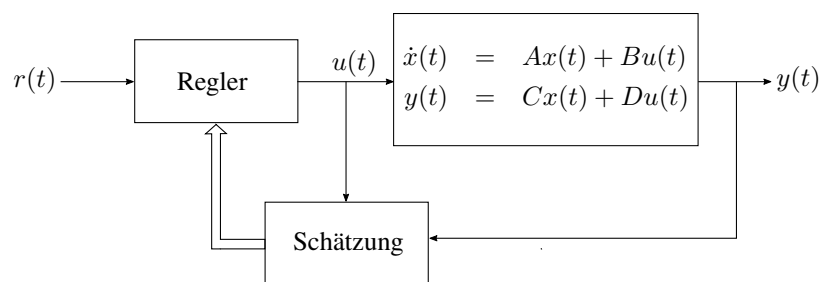 r(t)
Regler
u(t)
ẋ(t) = Ax(t) + Bu(t)
y(t) = Cx(t) + Du(t)
y(t)
Schätzung